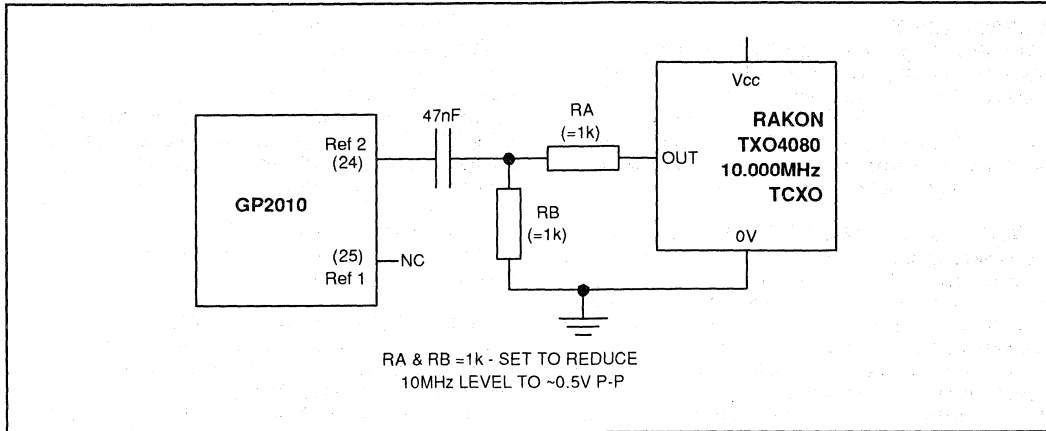 47nF
RA
(=1k)
Vcc
RAKON
TXO4080
10.000MHz
TCXO
OUT
0V
Ref 2
(24)
GP2010
(25)
Ref 1
NC
RB
(=1k)
RA & RB =1k - SET TO REDUCE
10MHz LEVEL TO ~0.5V P-P